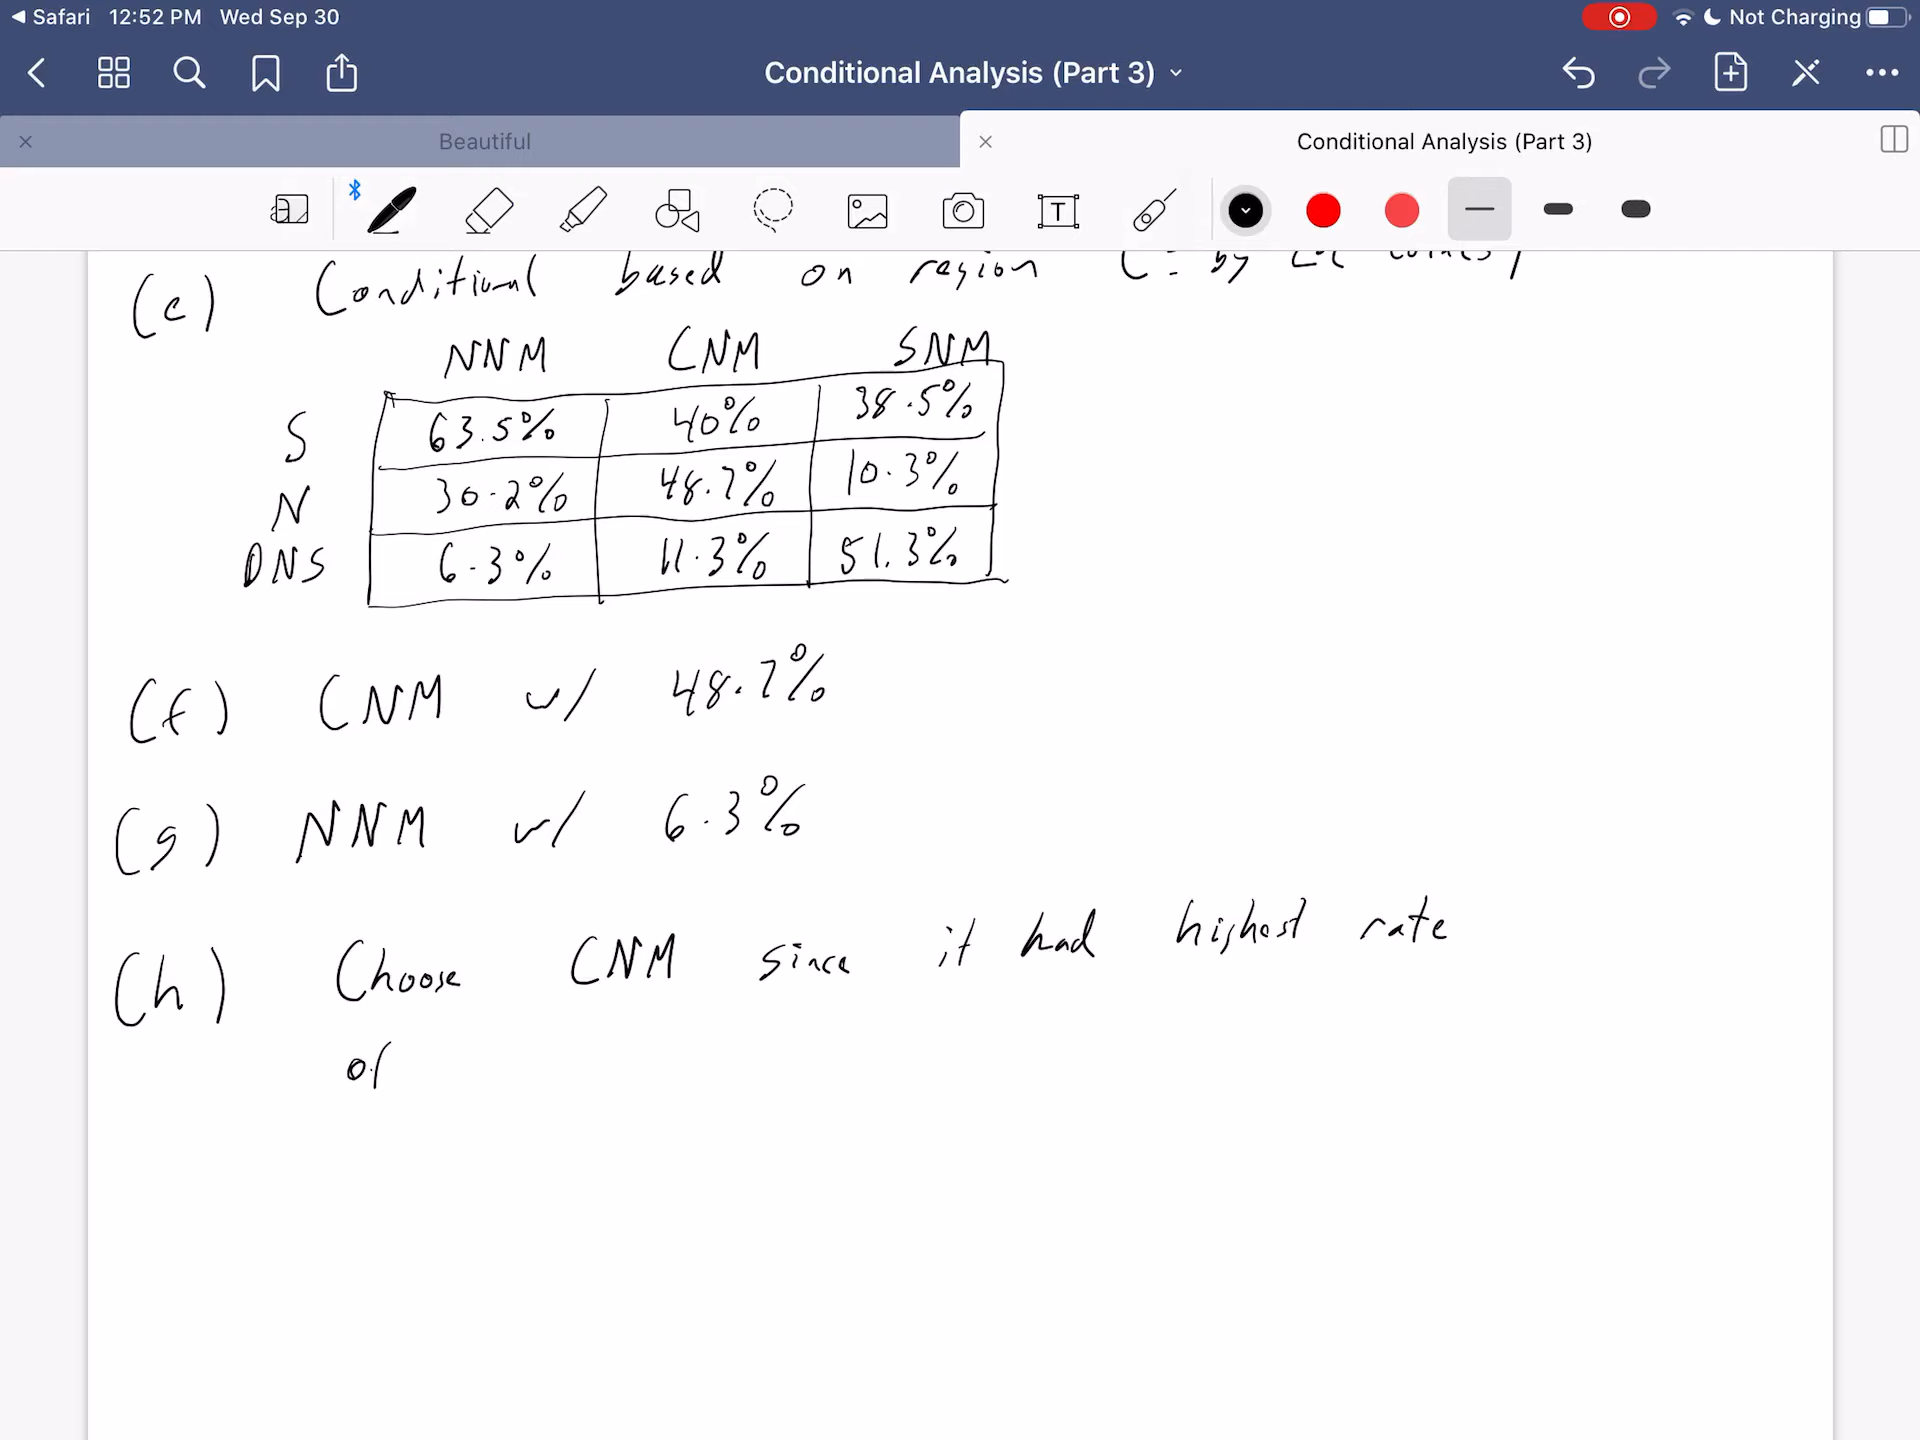 Safari 12:52 PM Wed Sep 30 Not Charging
Conditional Analysis (Part 3)
Beautiful Conditional Analysis (Part 3)
a T
(e) Conditional based on region (= by
NNM CNM SNM
S 63.5% 40% 38.5%
N 30.2% 48.7% 10.3%
DNS 6.3% 11.3% 51.3%
(f) CNM w/ 48.7%
(g) NNM w/ 6.3%
(h) Choose CNM since it had highest rate
of